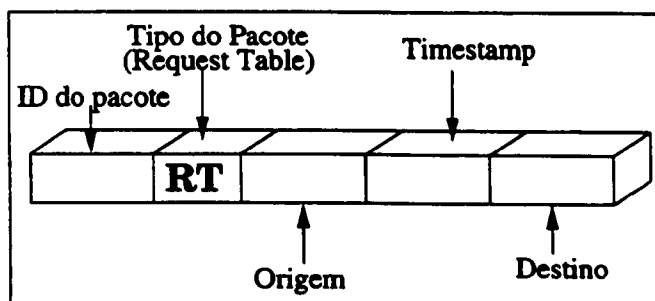 Tipo do Pacote
(Request Table)
Timestamp
ID do pacote
RT
Origem
Destino